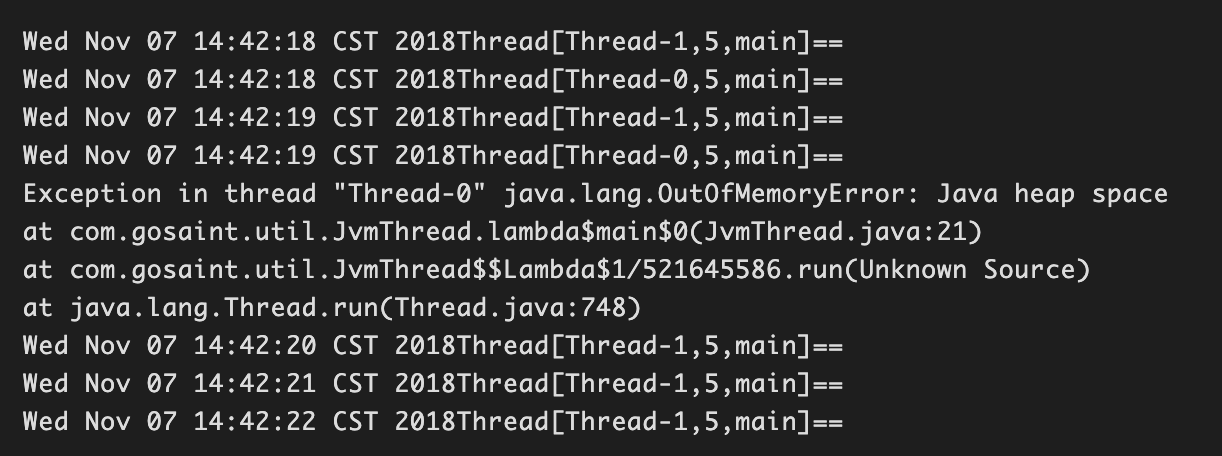 Wed Nov 07 14:42:18 CST 2018Thread[Thread-1,5,main]==
Wed Nov 07 14:42:18 CST 2018Thread[Thread-0,5,main]==
Wed Nov 07 14:42:19 CST 2018Thread[Thread-1,5,main]==
Wed Nov 07 14:42:19 CST 2018Thread[Thread-0,5,main]==
Exception in thread "Thread-0" java.lang.OutOfMemoryError: Java heap space
at com.gosaint.util.JvmThread.lambda$main$0(JvmThread.java:21)
at com.gosaint.util.JvmThread$$Lambda$1/521645586.run(Unknown Source)
at java.lang.Thread.run(Thread.java:748)
Wed Nov 07 14:42:20 CST 2018Thread[Thread-1,5,main]==
Wed Nov 07 14:42:21 CST 2018Thread[Thread-1,5,main]==
Wed Nov 07 14:42:22 CST 2018Thread[Thread-1,5,main]==